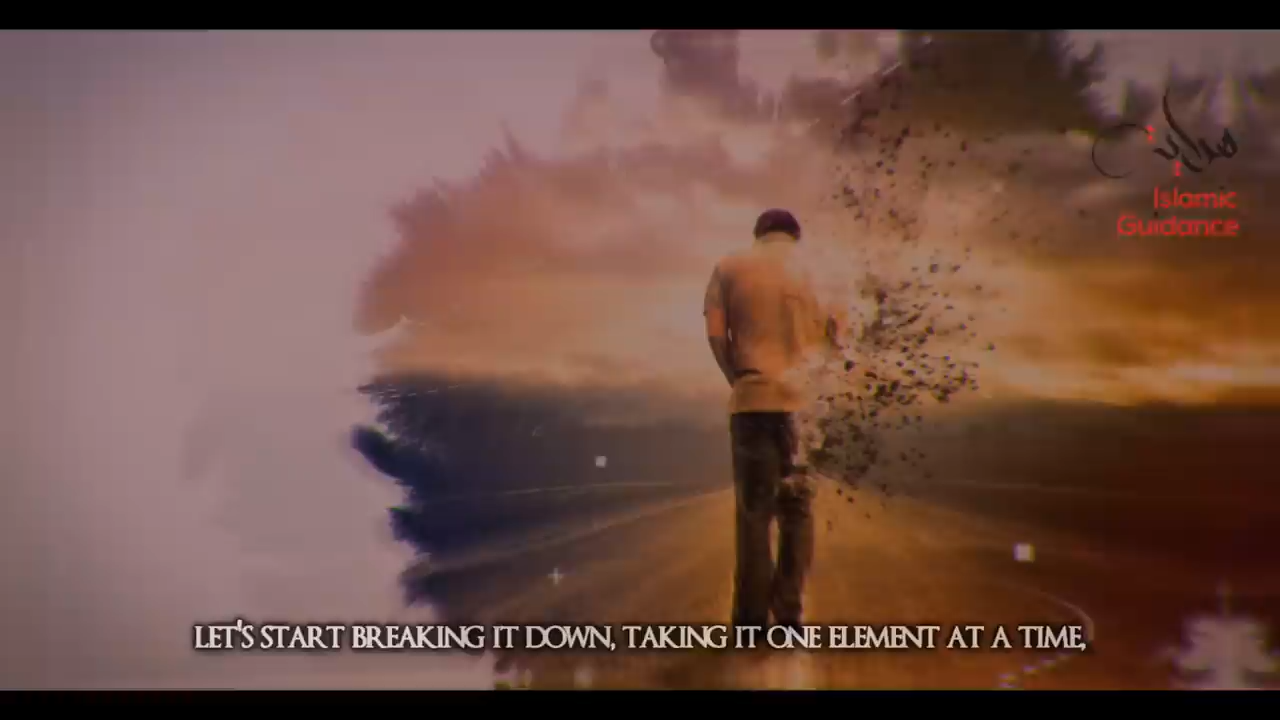 Islamic
Guidance
LET'S START BREAKING IT DOWN, TAKING IT ONE ELEMENT AT A TIME,